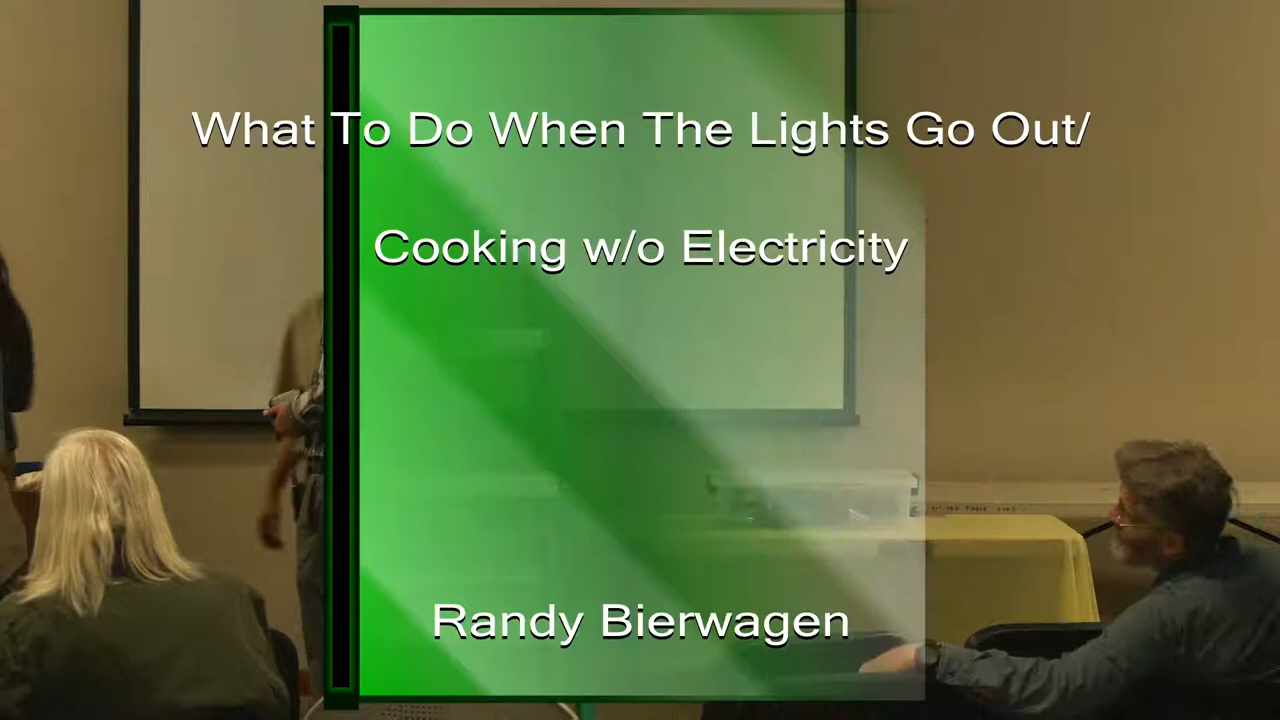 What To Do When The Lights Go Out/
Cooking w/o Electricity
Randy Bierwagen